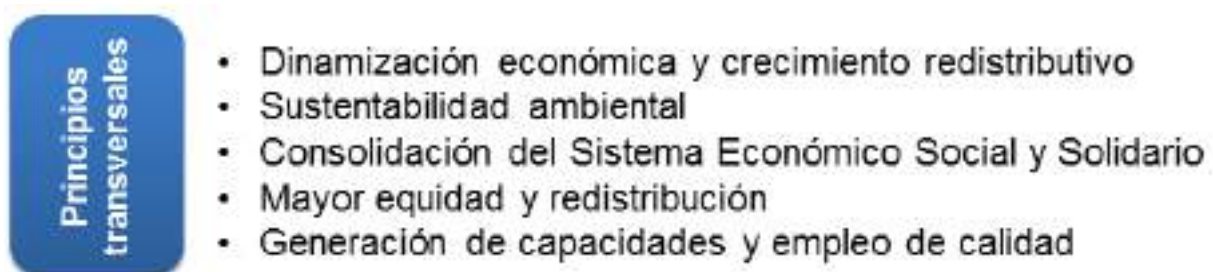 Principios
transversales
• Dinamización económica y crecimiento redistributivo
• Sustentabilidad ambiental
• Consolidación del Sistema Económico Social y Solidario
• Mayor equidad y redistribución
• Generación de capacidades y empleo de calidad